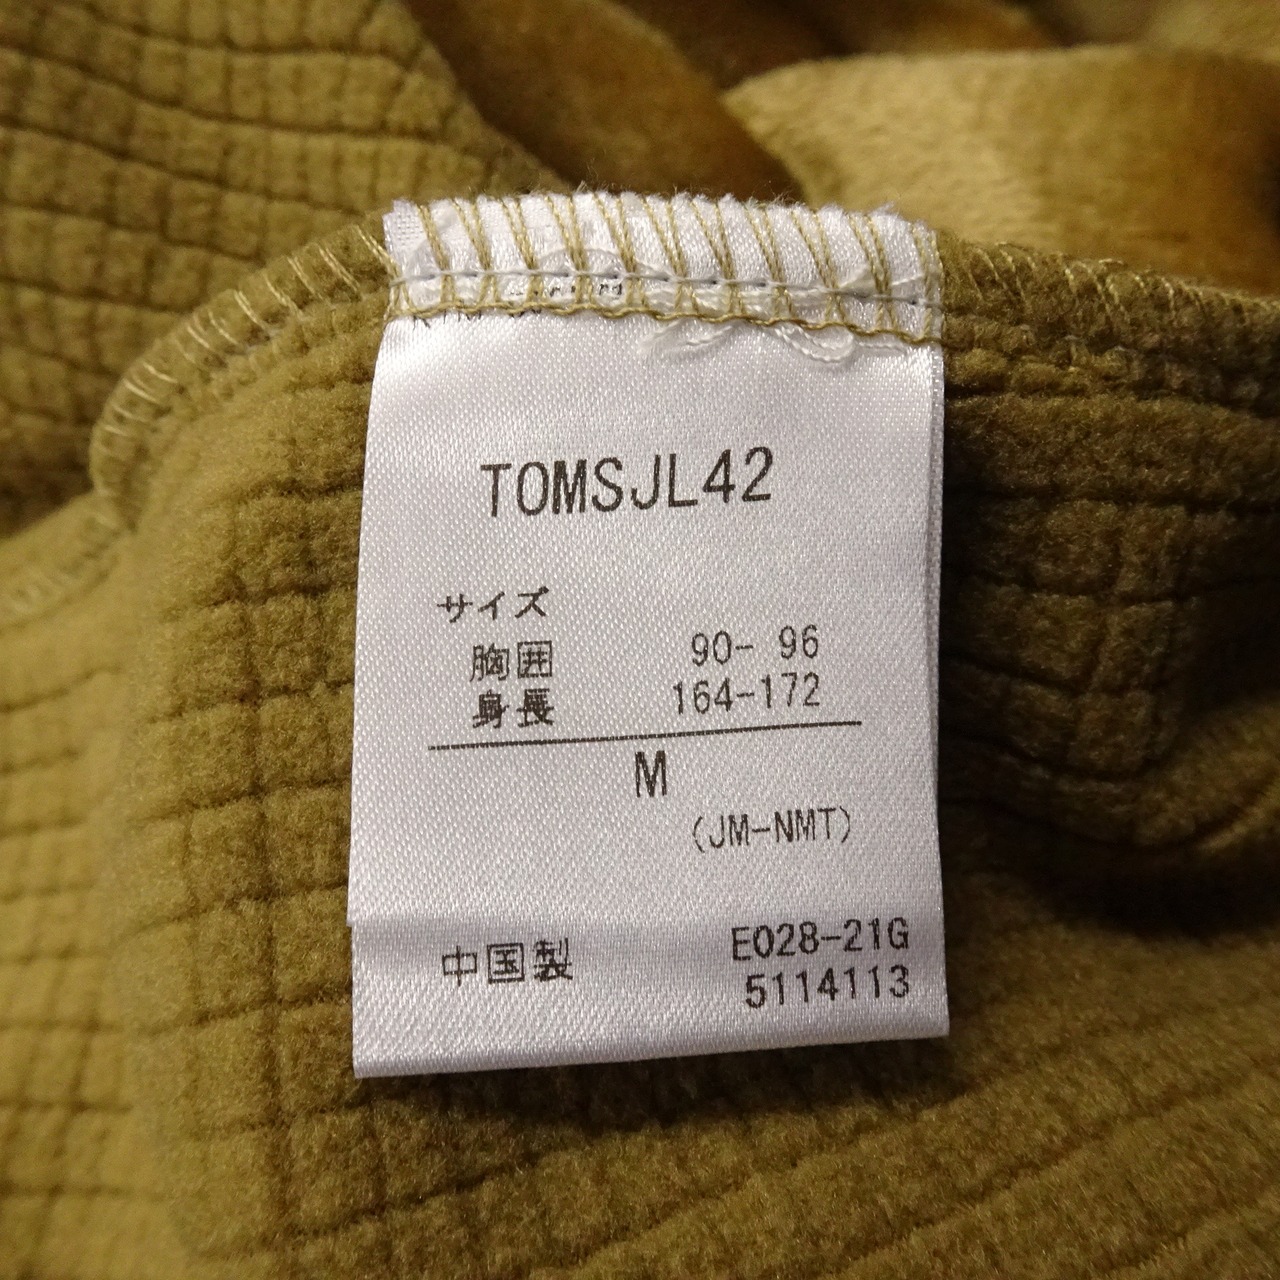 TOMSJL42
サイズ
胸囲 90- 96
身長 164-172
M
(JM-NMT)
中国製 E028-21G
5114113